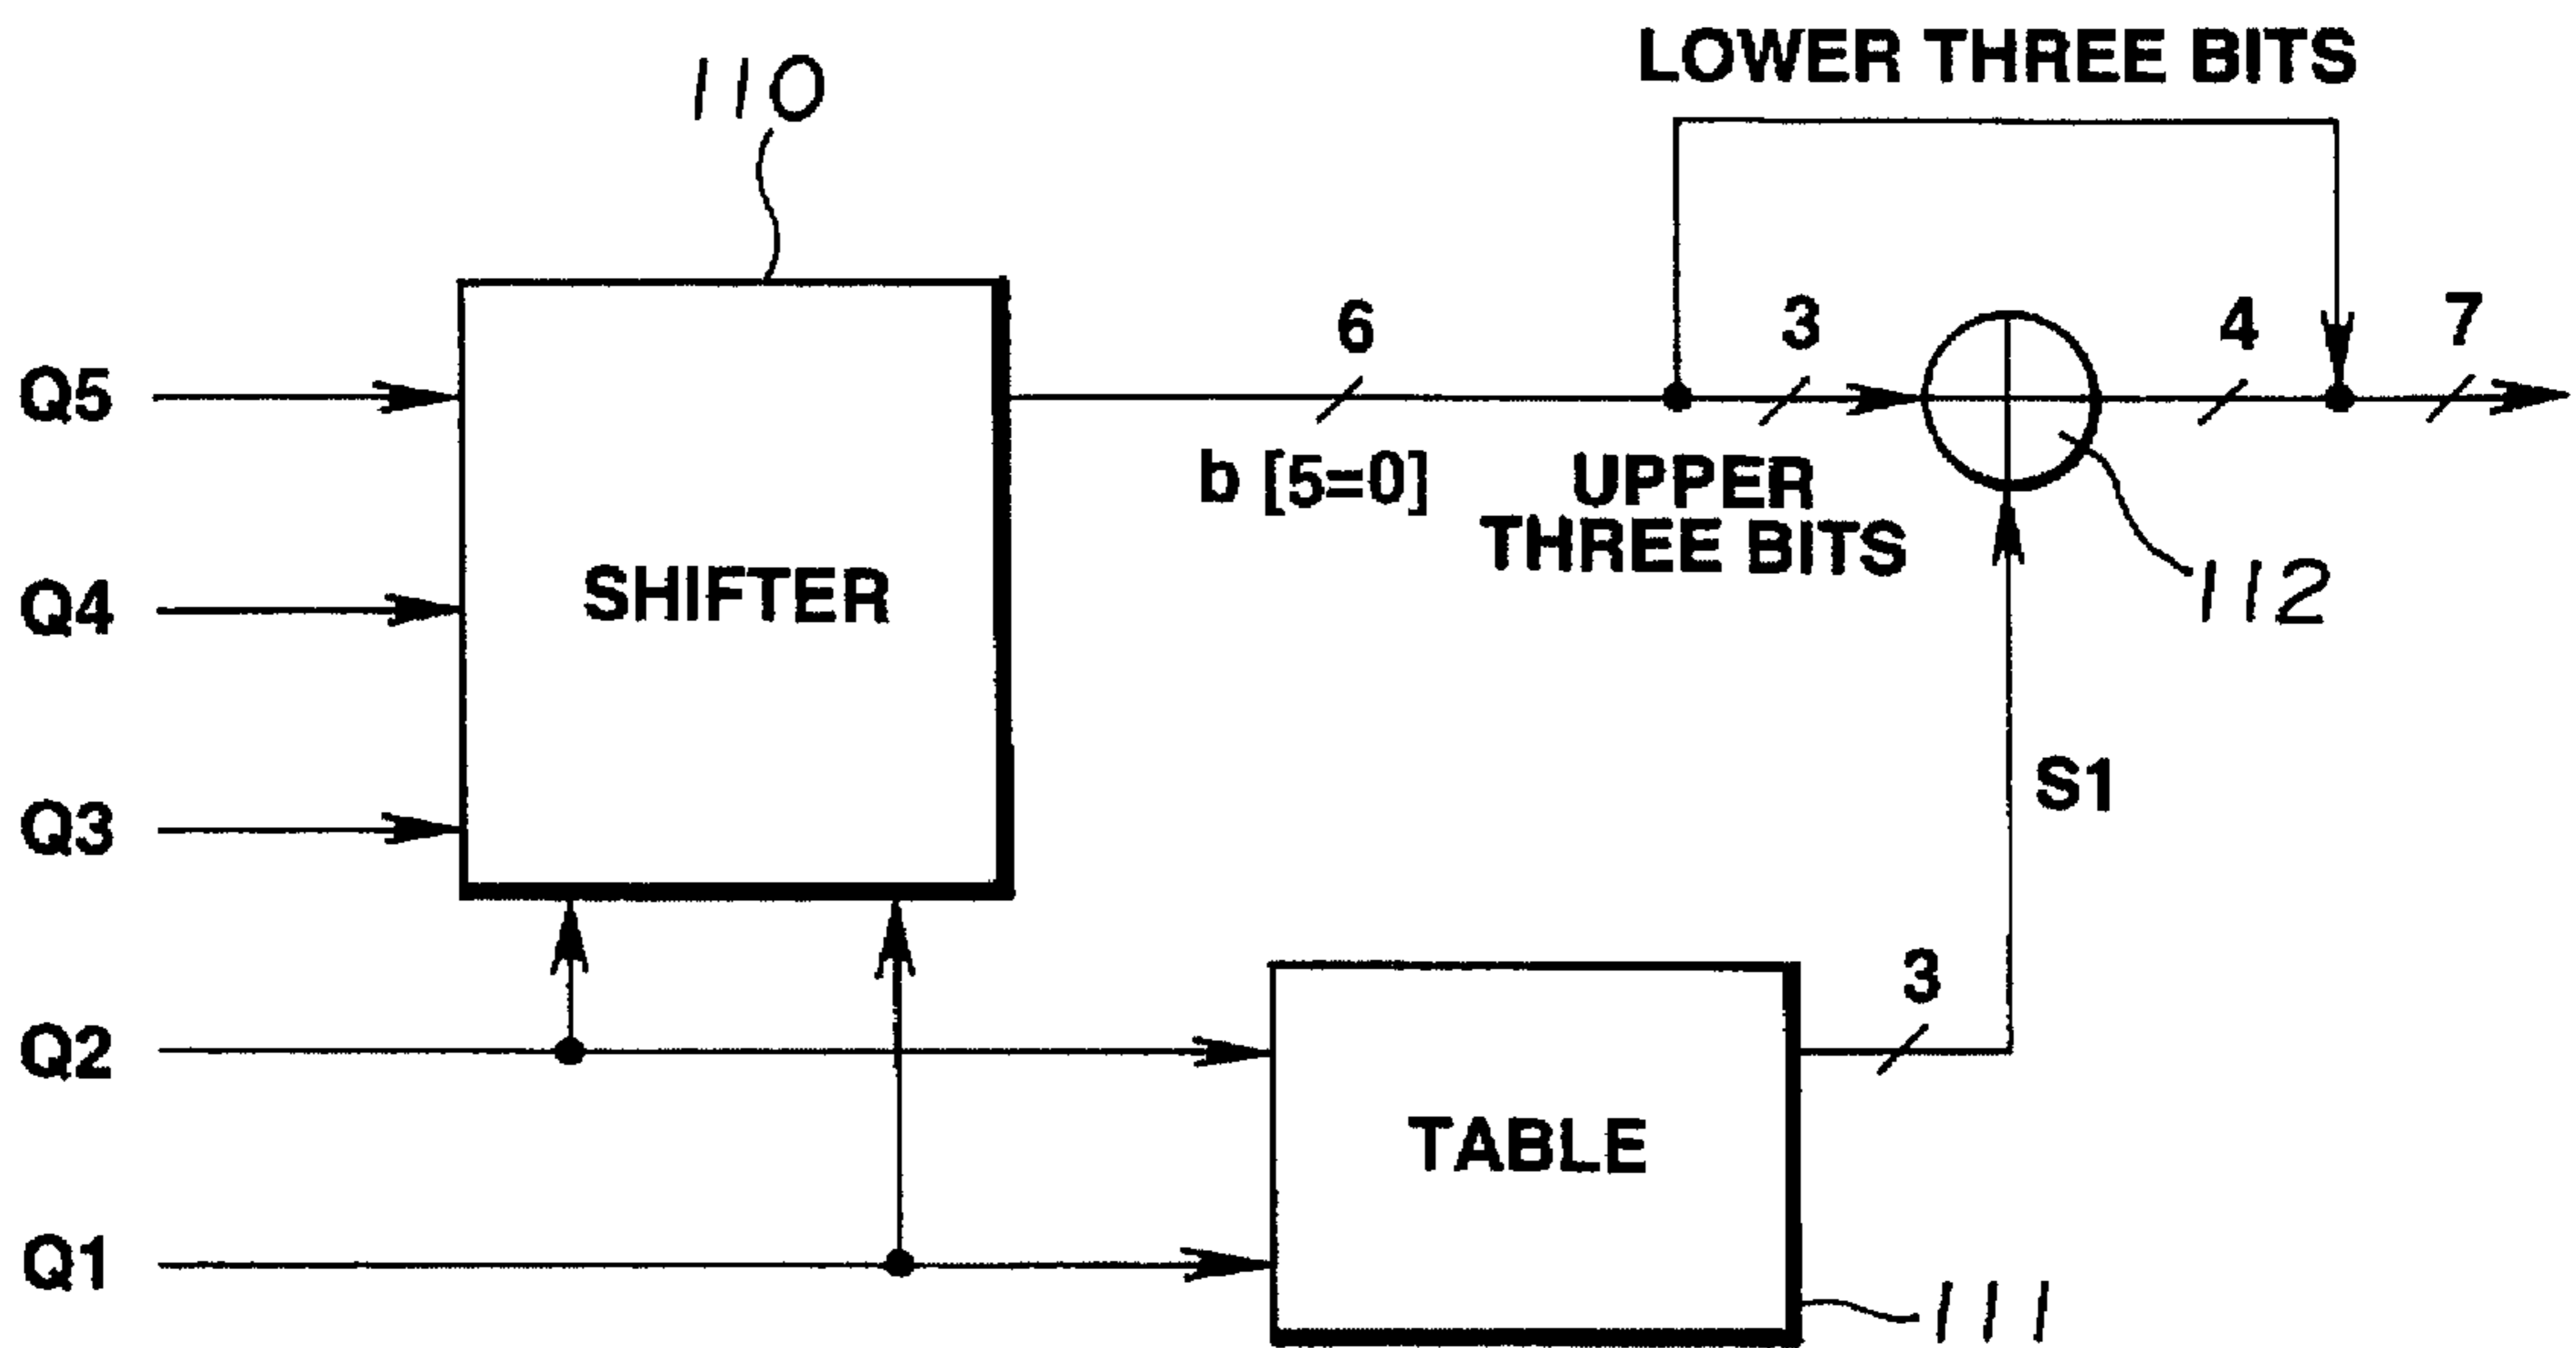 LOWER THREE BITS
110
6
3
4
7
Q5
b [5=0]
UPPER
THREE BITS
SHIFTER
Q4
112
S1
Q3
3
Q2
TABLE
Q1
111